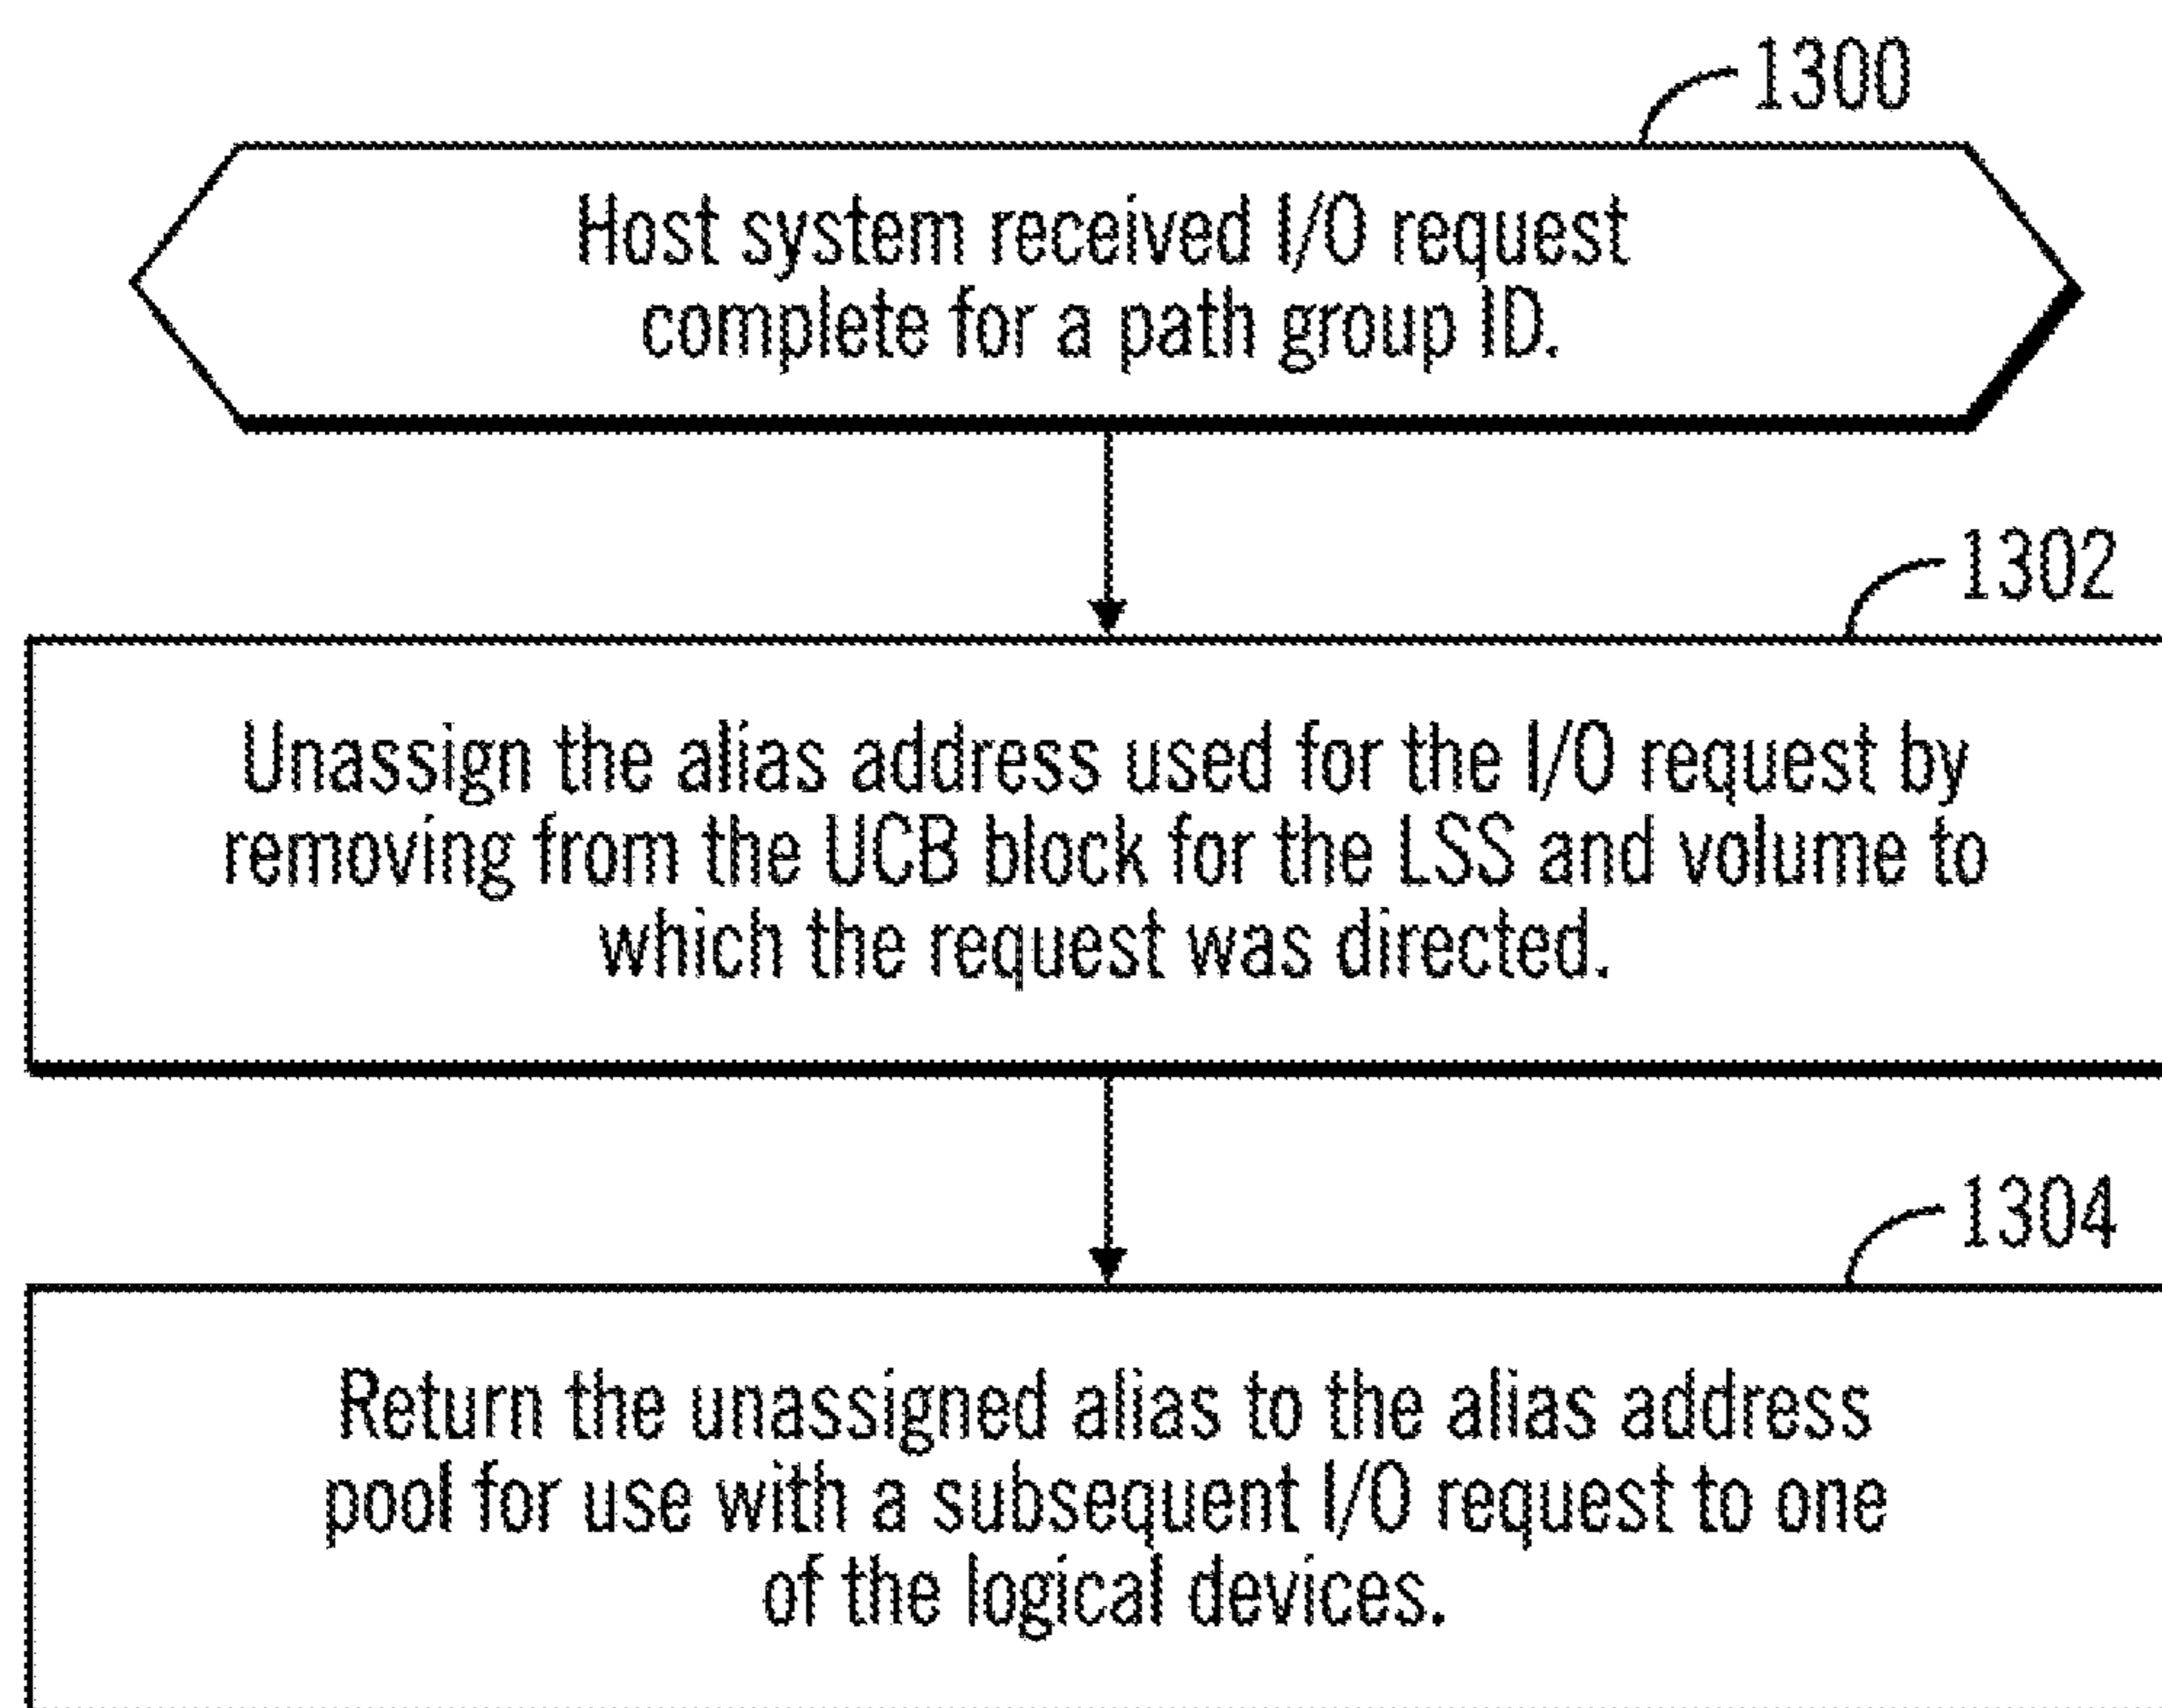 1300
Host system received I/O request
complete for a path group ID.
1302
Unassign the alias address used for the I/O request by
removing from the UCB block for the LSS and volume to
which the request was directed.
1304
Return the unassigned alias to the alias address
pool for use with a subsequent I/O request to one
of the logical devices.